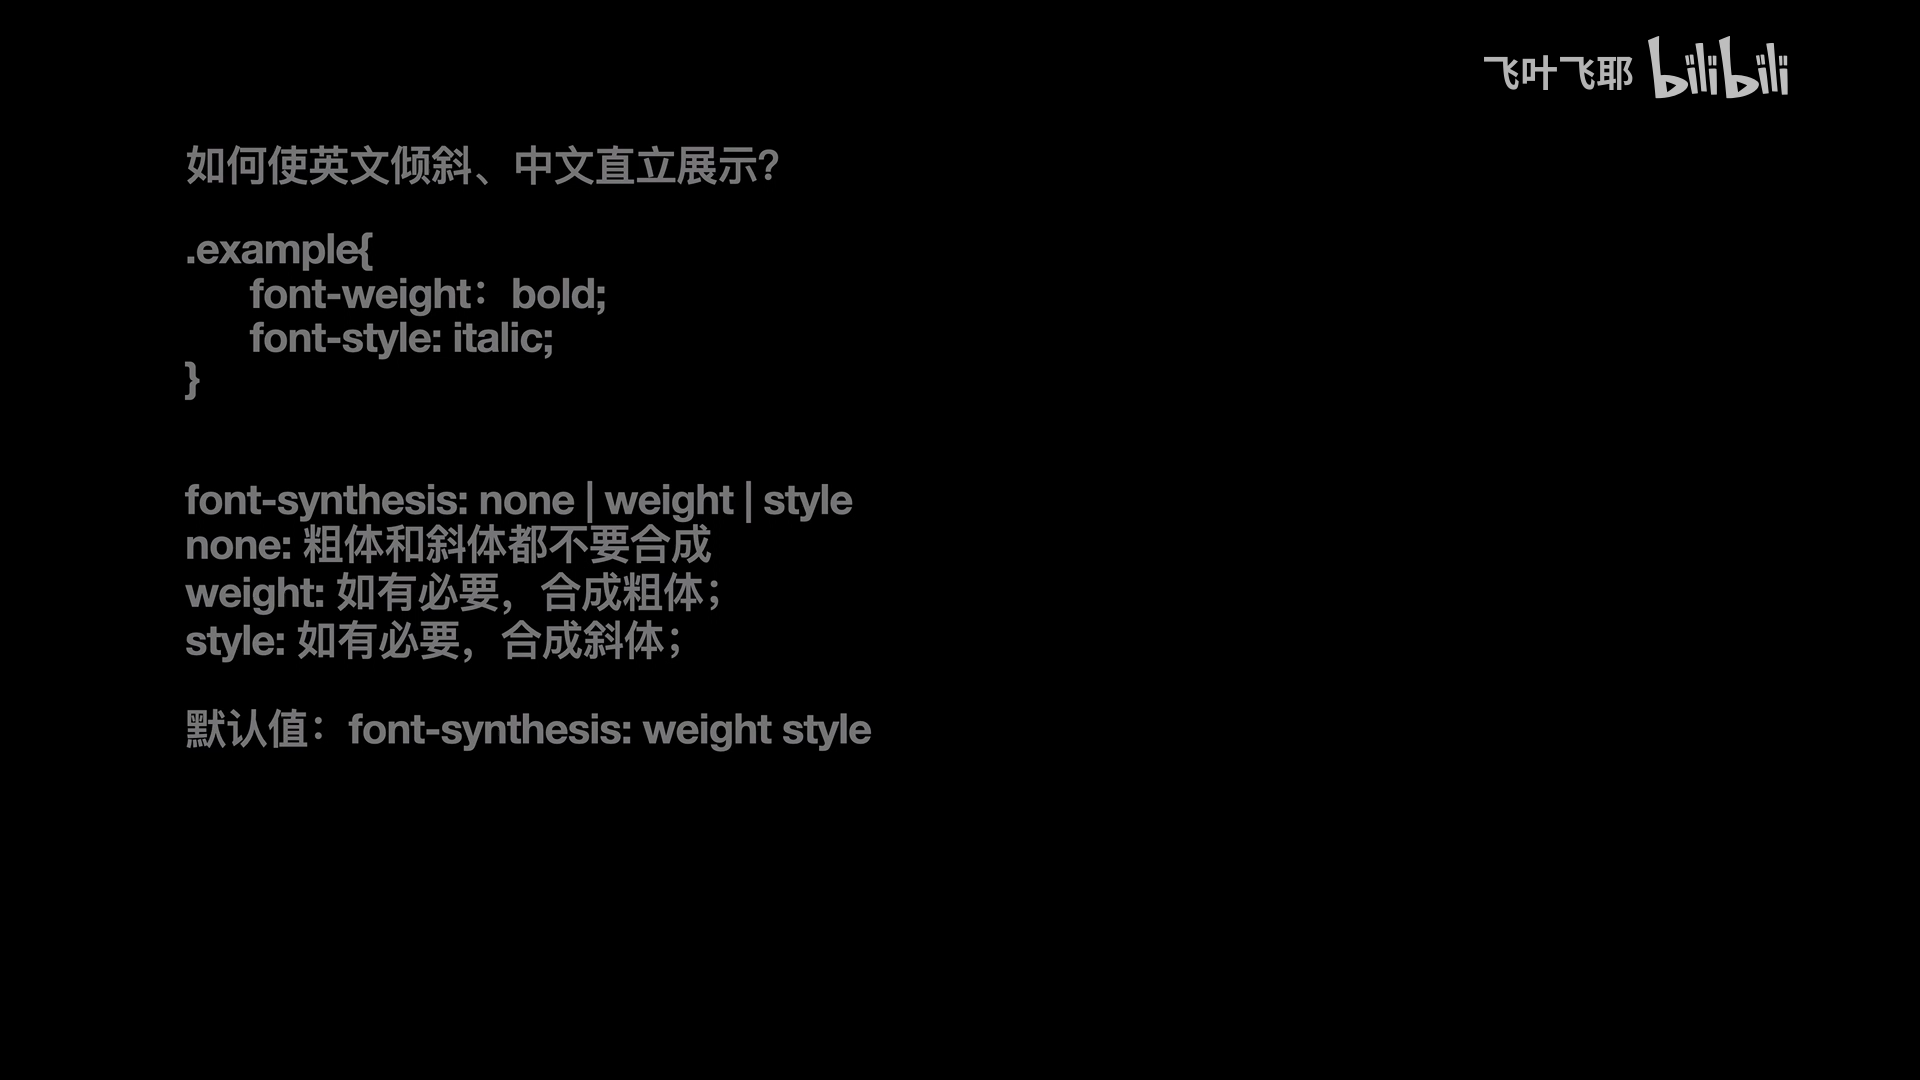 飞叶飞耶 bilibili
如何使英文倾斜、中文直立展示?
.example{
font-weight：bold;
font-style: italic;
}
font-synthesis: none | weight | style
none: 粗体和斜体都不要合成
weight: 如有必要，合成粗体；
style: 如有必要，合成斜体；
默认值：font-synthesis: weight style